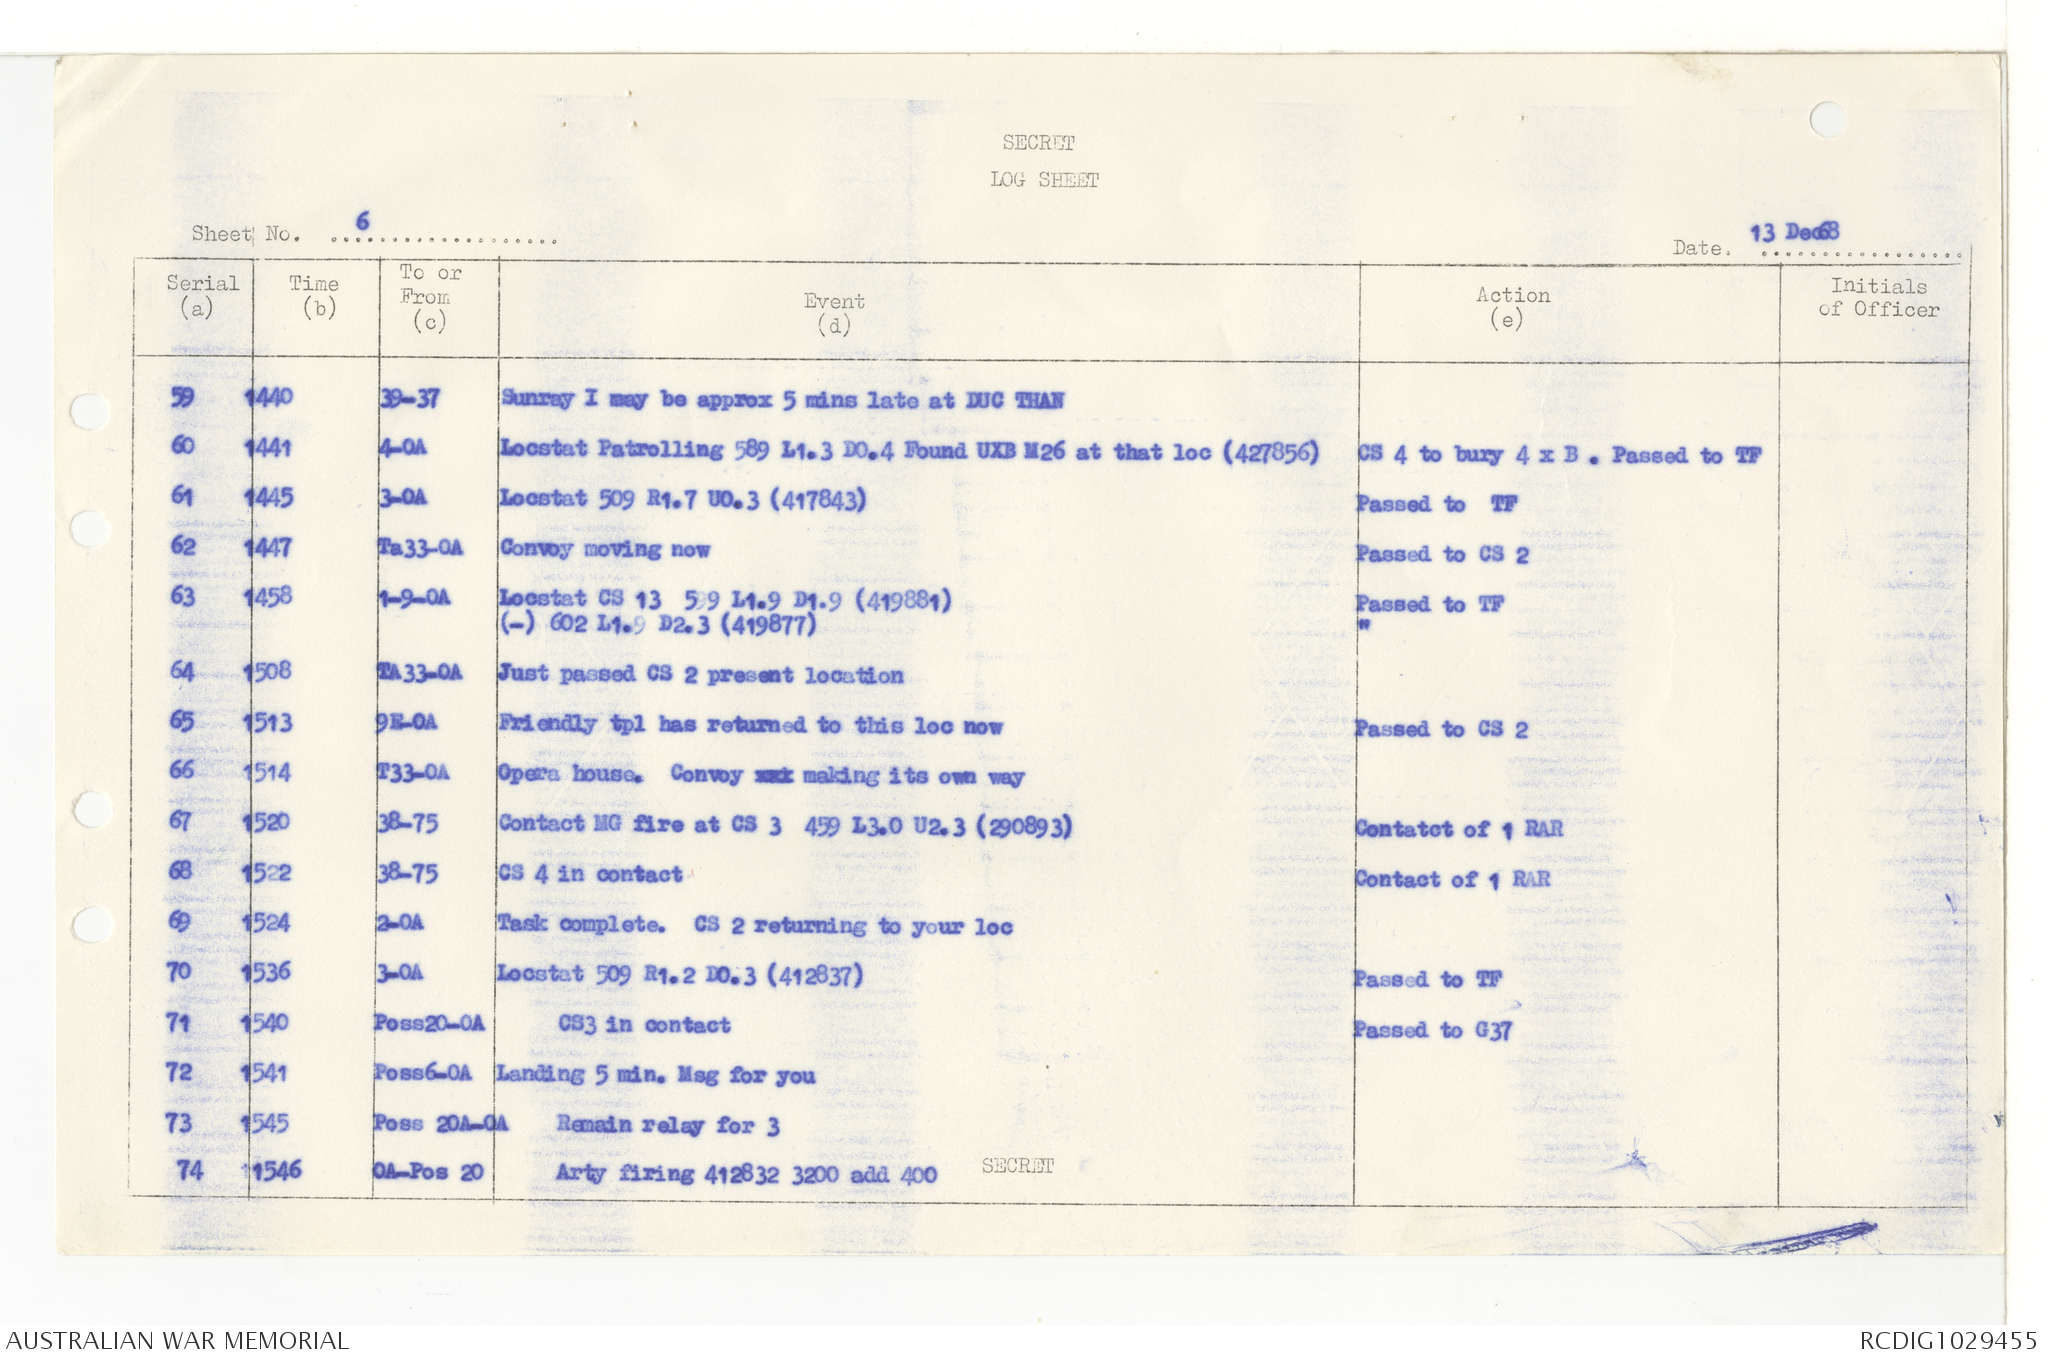 SECRET
LOG SHEET
Sheet No. 6
Date. 13 Dec68
Serial (a) Time (b) To or From (c) Event (d) Action (e) Initials of Officer
59 1440 39-37 Sunray I may be approx 5 mins late at DUC THAN
60 1441 4-0A Locstat Patrolling 589 L1.3 D0.4 Found UXB M26 at that loc (427856) CS 4 to bury 4 x B . Passed to TF
61 1445 3-0A Locstat 509 R1.7 U0.3 (417843) Passed to TF
62 1447 Ta33-0A Convoy moving now Passed to CS 2
63 1458 1-9-0A Locstat CS 13 599 L1.9 D1.9 (419881) Passed to TF
(-) 602 L1.9 D2.3 (419877) "
64 1508 TA33-0A Just passed CS 2 present location
65 1513 9E-0A Friendly tpl has returned to this loc now Passed to CS 2
66 1514 T33-0A Opera house. Convoy xxx making its own way
67 1520 38-75 Contact MG fire at CS 3 459 L3.0 U2.3 (290893) Contatct of 1 RAR
68 1522 38-75 CS 4 in contact Contact of 1 RAR
69 1524 2-0A Task complete. CS 2 returning to your loc
70 1536 3-0A Locstat 509 R1.2 D0.3 (412837) Passed to TF
71 1540 Poss20-0A CS3 in contact Passed to G37
72 1541 Poss6-0A Landing 5 min. Msg for you
73 1545 Poss 20A-0A Remain relay for 3
74 11546 0A-Pos 20 Arty firing 412832 3200 add 400
SECRET
AUSTRALIAN WAR MEMORIAL
RCDIG1029455